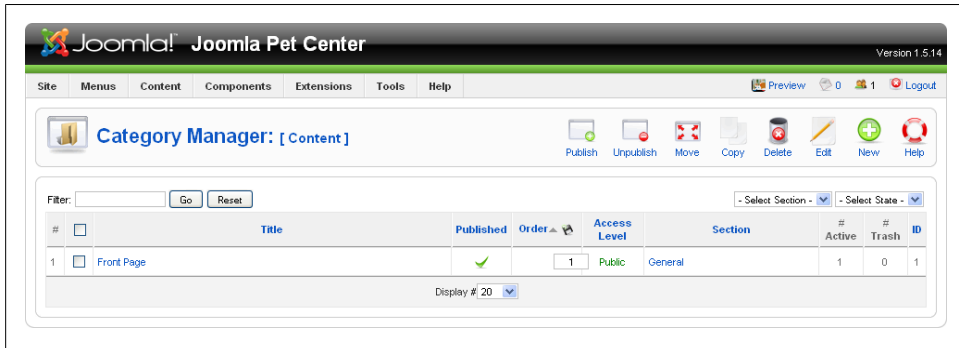 Joomla!® Joomla Pet Center
Version 1.5.14
Site Menus Content Components Extensions Tools Help Preview 0 1 Logout
Category Manager: [ Content ]
Publish Unpublish Move Copy Delete Edit New Help
Filter: Go Reset - Select Section - - Select State -
# Title Published Order Access Level Section # Active # Trash ID
1 Front Page 1 Public General 1 0 1
Display # 20